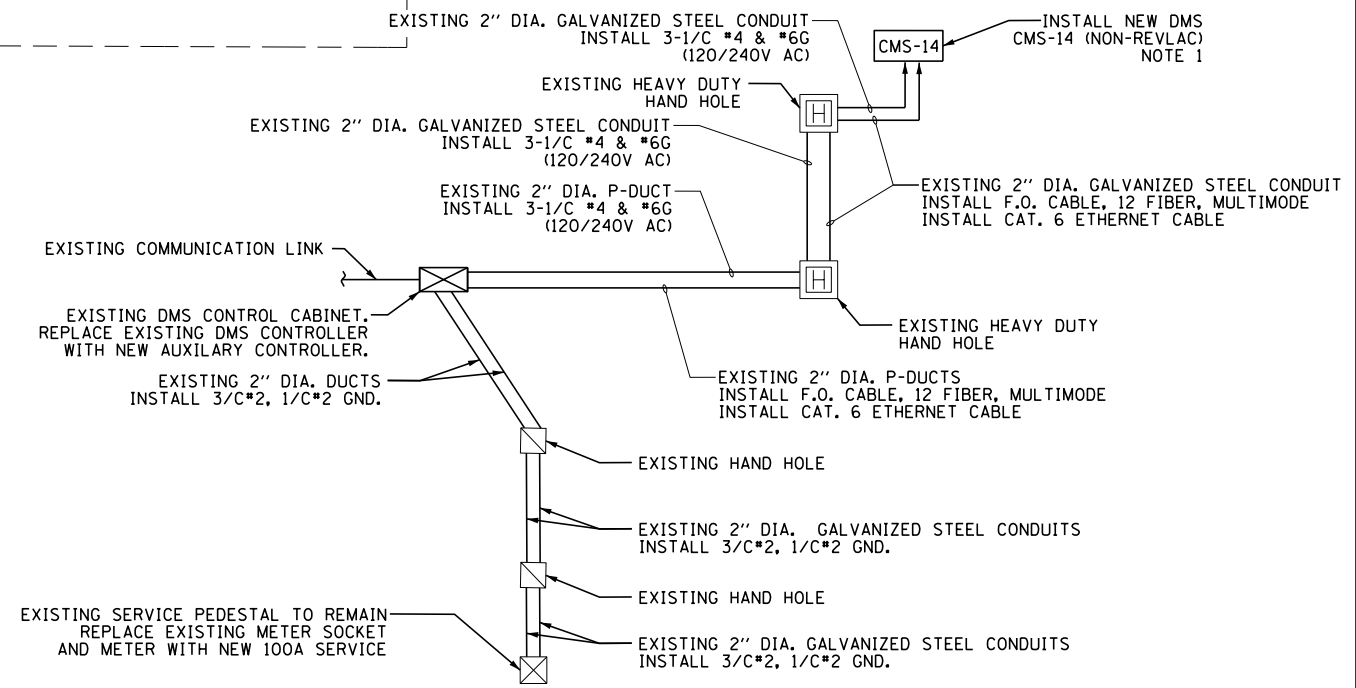 EXISTING 2'' DIA. GALVANIZED STEEL CONDUIT
INSTALL 3-1/C #4 & #6G
(120/240V AC)
CMS-14
INSTALL NEW DMS
CMS-14 (NON-REVLAC)
NOTE 1
EXISTING HEAVY DUTY
HAND HOLE
H
EXISTING 2'' DIA. GALVANIZED STEEL CONDUIT
INSTALL 3-1/C #4 & #6G
(120/240V AC)
EXISTING 2'' DIA. GALVANIZED STEEL CONDUIT
INSTALL F.O. CABLE, 12 FIBER, MULTIMODE
INSTALL CAT. 6 ETHERNET CABLE
EXISTING 2'' DIA. P-DUCT
INSTALL 3-1/C #4 & #6G
(120/240V AC)
EXISTING COMMUNICATION LINK
H
EXISTING DMS CONTROL CABINET.
REPLACE EXISTING DMS CONTROLLER
WITH NEW AUXILARY CONTROLLER.
EXISTING HEAVY DUTY
HAND HOLE
EXISTING 2'' DIA. DUCTS
INSTALL 3/C#2, 1/C#2 GND.
EXISTING 2'' DIA. P-DUCTS
INSTALL F.O. CABLE, 12 FIBER, MULTIMODE
INSTALL CAT. 6 ETHERNET CABLE
EXISTING HAND HOLE
EXISTING 2'' DIA. GALVANIZED STEEL CONDUITS
INSTALL 3/C#2, 1/C#2 GND.
EXISTING HAND HOLE
EXISTING SERVICE PEDESTAL TO REMAIN
REPLACE EXISTING METER SOCKET
AND METER WITH NEW 100A SERVICE
EXISTING 2'' DIA. GALVANIZED STEEL CONDUITS
INSTALL 3/C#2, 1/C#2 GND.